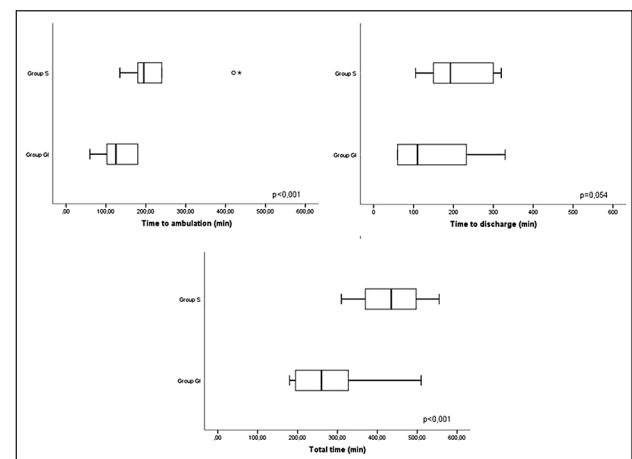 Group S
Group GI
p<0,001
,00 100,00 200,00 300,00 400,00 500,00 600,00
Time to ambulation (min)
Group S
Group GI
p=0,054
0 100 200 300 400 500 600
Time to discharge (min)
Group S
Group GI
p<0,001
,00 100,00 200,00 300,00 400,00 500,00 600,00
Total time (min)